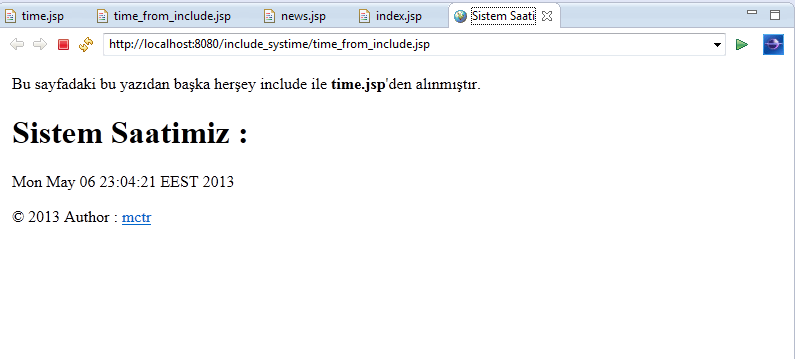 time.jsp time_from_include.jsp news.jsp index.jsp Sistem Saati
http://localhost:8080/include_systime/time_from_include.jsp
Bu sayfadaki bu yazıdan başka herşey include ile time.jsp'den alınmıştır.
Sistem Saatimiz :
Mon May 06 23:04:21 EEST 2013
© 2013 Author : mctr